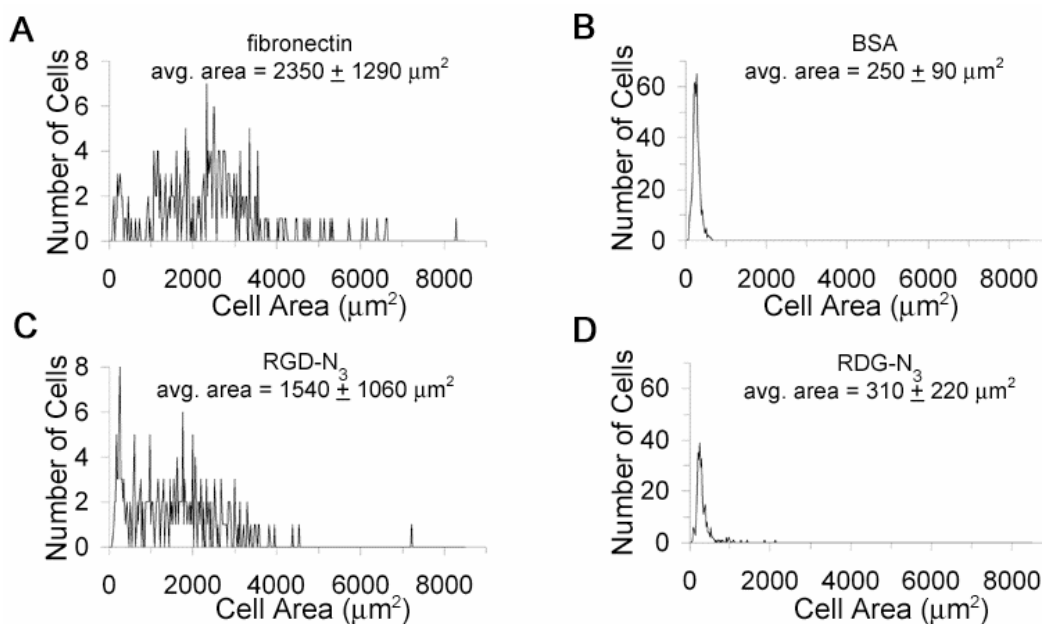 A
fibronectin
avg. area = 2350 ± 1290 μm²
Number of Cells
8
6
4
2
0
0 2000 4000 6000 8000
Cell Area (μm²)
B
BSA
avg. area = 250 ± 90 μm²
Number of Cells
60
40
20
0
0 2000 4000 6000 8000
Cell Area (μm²)
C
RGD-N₃
avg. area = 1540 ± 1060 μm²
Number of Cells
8
6
4
2
0
0 2000 4000 6000 8000
Cell Area (μm²)
D
RDG-N₃
avg. area = 310 ± 220 μm²
Number of Cells
60
40
20
0
0 2000 4000 6000 8000
Cell Area (μm²)